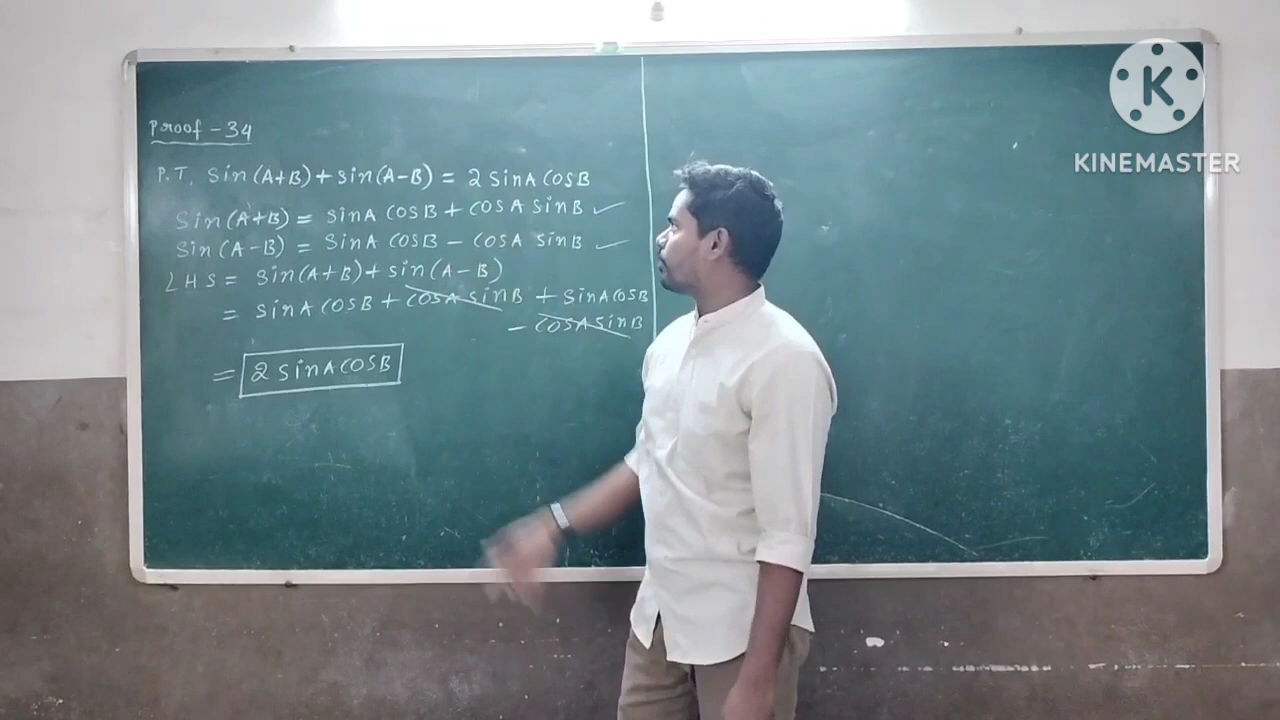 Proof - 34
P.T. Sin(A+B)+sin(A-B) = 2 SinA COSB
Sin(A+B) = SinA COSB + COSA SinB ✓
Sin(A-B) = SinA COSB - COSA SinB ✓
LHS = Sin(A+B)+sin(A-B)
= SinA COSB + COSA SinB + SinA COSB
- COSA SinB
= 2 SinA COSB
K
KINEMASTER